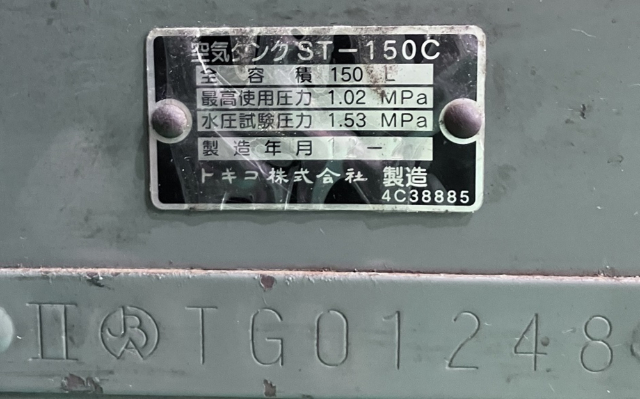 空気タンク ST-150C
全容積 150 L
最高使用圧力 1.02 MPa
水圧試験圧力 1.53 MPa
製造年月 1 -
トキコ株式会社 製造
4C38885
II TG01248